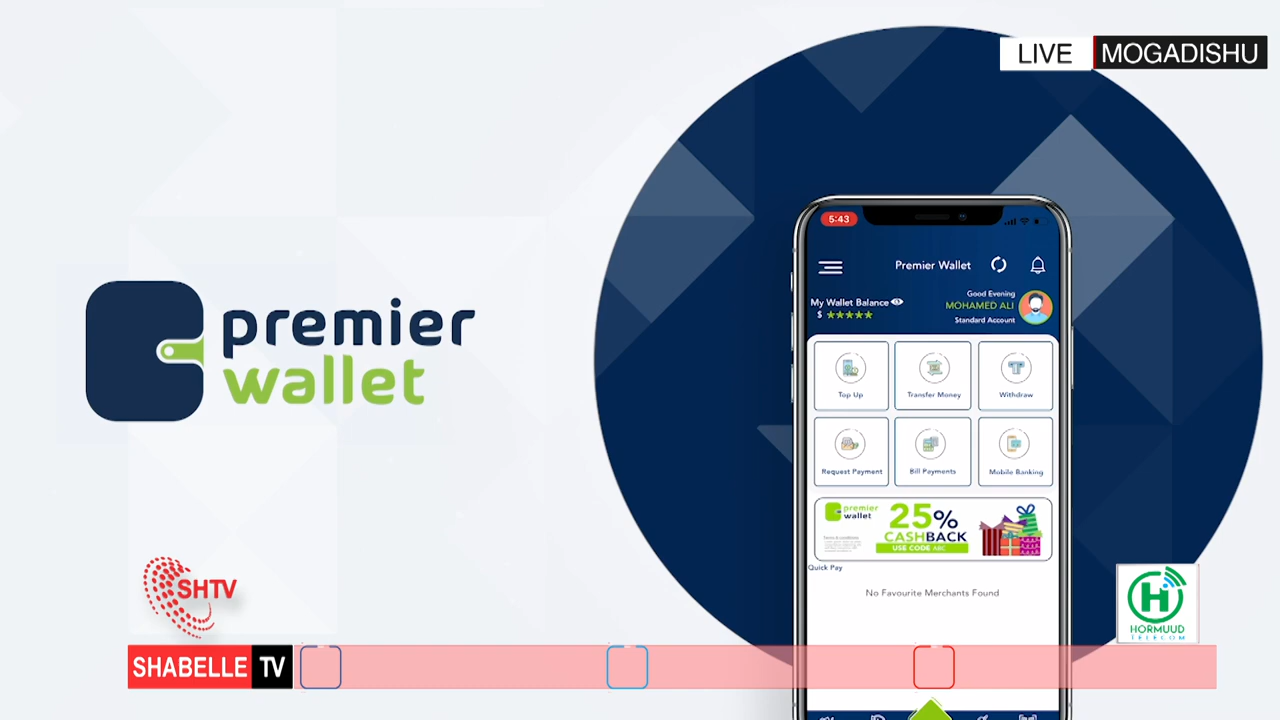 LIVE MOGADISHU
premier
wallet
5:43
Premier Wallet
My Wallet Balance
$ ★★★★★
Good Evening
MOHAMED ALI
Standard Account
Top Up
Transfer Money
Withdraw
Request Payment
Bill Payments
Mobile Banking
premier
wallet
25%
CASHBACK
USE CODE ABC
Terms & conditions
Quick Pay
No Favourite Merchants Found
SHTV
SHABELLE TV
H
HORMUUD
TELECOM